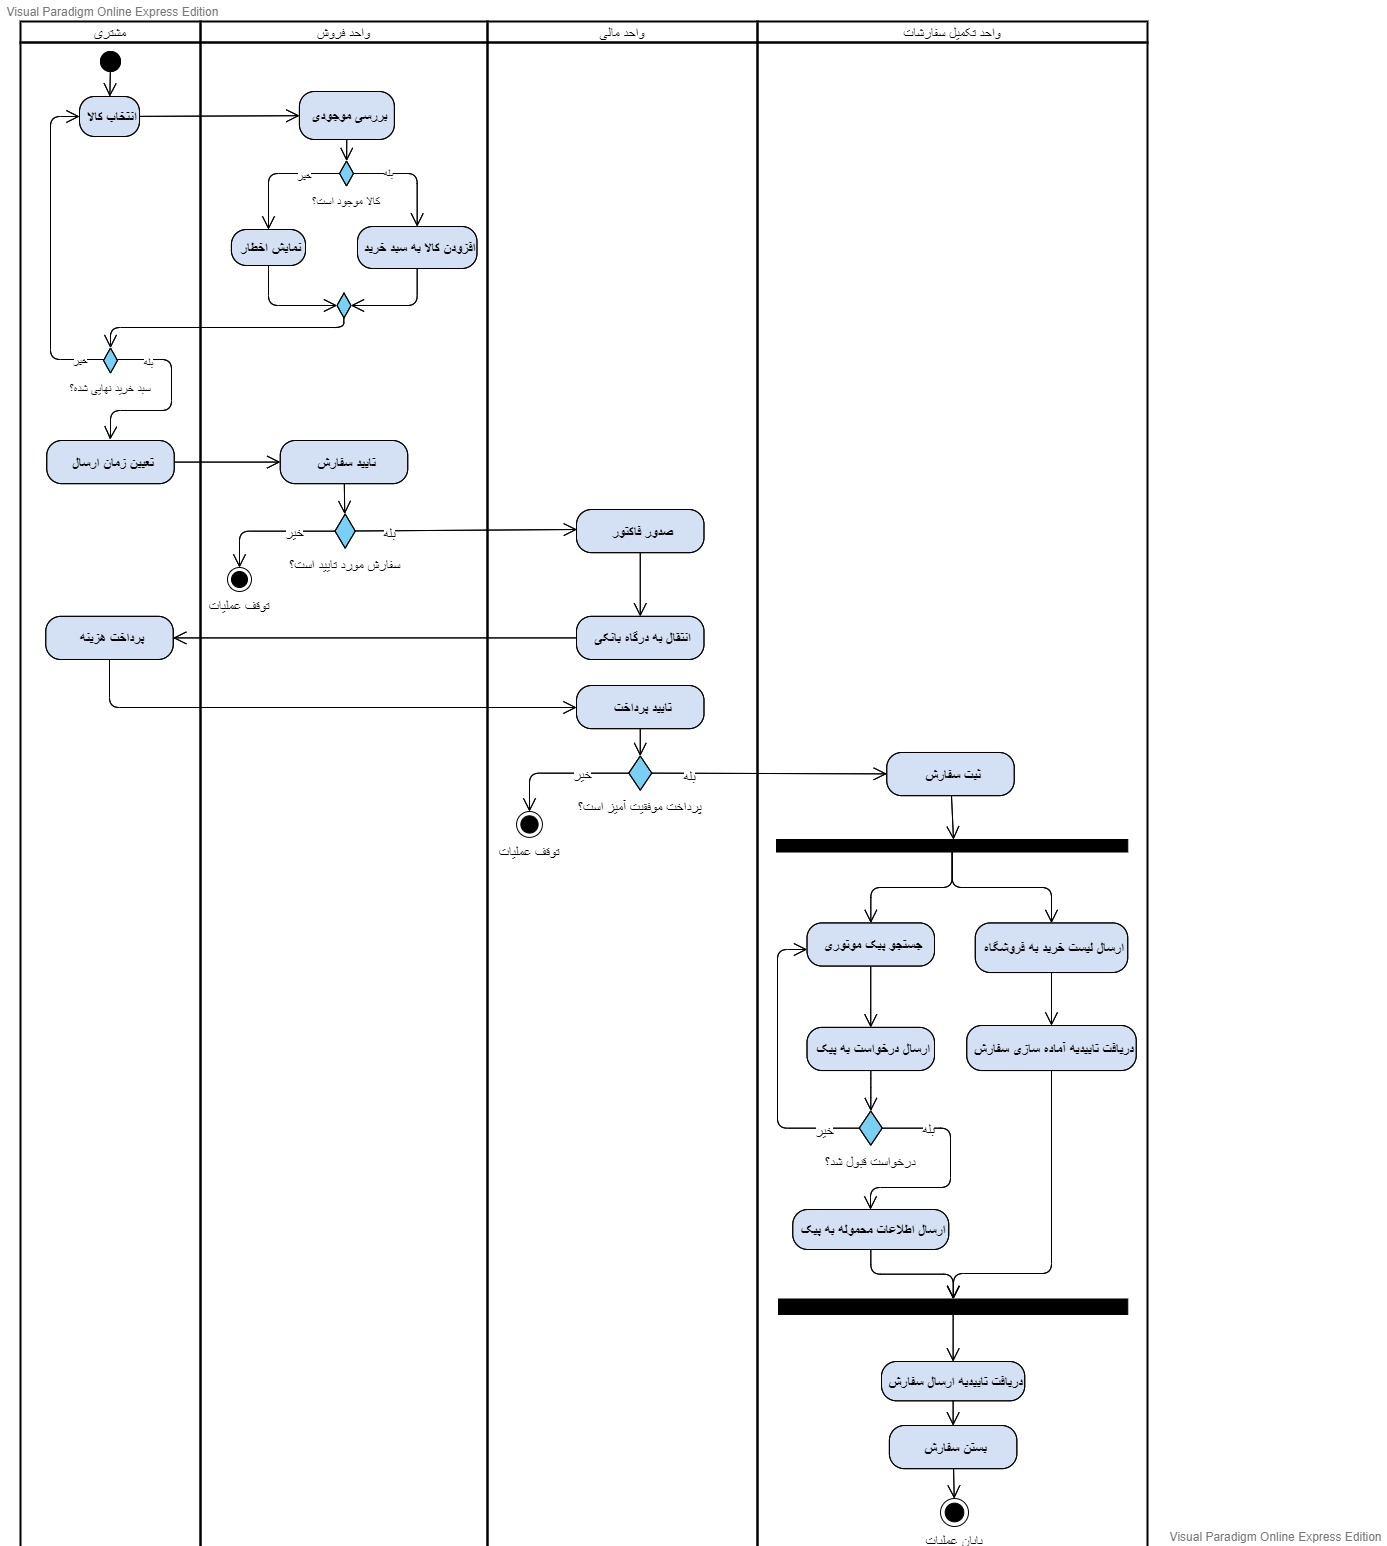 Visual Paradigm Online Express Edition
مشتری
واحد فروش
واحد مالی
واحد تکمیل سفارشات
انتخاب کالا
بررسی موجودی
خیر
بله
کالا موجود است؟
نمایش اخطار
افزودن کالا به سبد خرید
خیر
بله
سبد خرید نهایی شده؟
تعیین زمان ارسال
تایید سفارش
خیر
بله
سفارش مورد تایید است؟
توقف عملیات
صدور فاکتور
انتقال به درگاه بانکی
پرداخت هزینه
تایید پرداخت
خیر
بله
پرداخت موفقیت آمیز است؟
توقف عملیات
ثبت سفارش
جستجو پیک موتوری
ارسال لیست خرید به فروشگاه
ارسال درخواست به پیک
دریافت تاییدیه آماده سازی سفارش
خیر
بله
درخواست قبول شد؟
ارسال اطلاعات محموله به پیک
دریافت تاییدیه ارسال سفارش
بستن سفارش
پایان عملیات
Visual Paradigm Online Express Edition